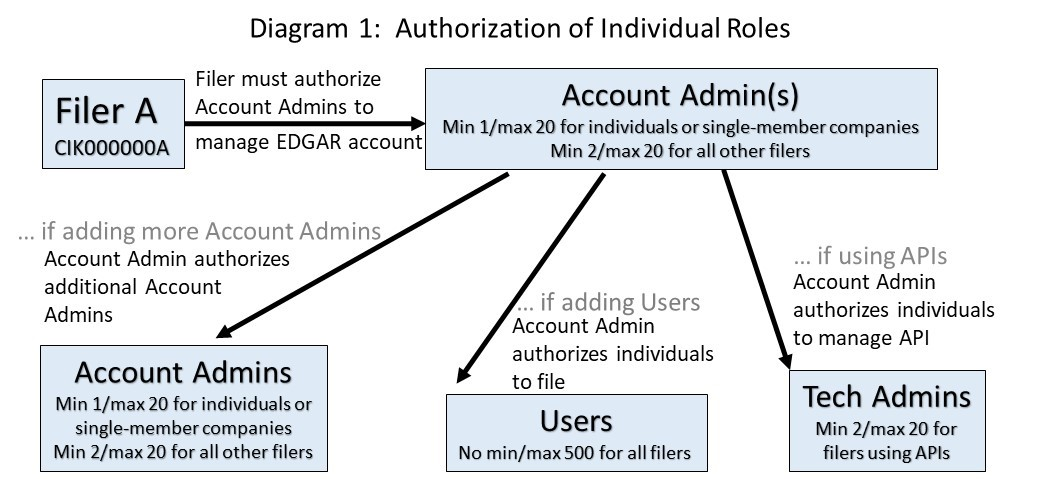 Diagram 1:  Authorization of Individual Roles
Filer A
CIK000000A
Filer must authorize
Account Admins to
manage EDGAR account
Account Admin(s)
Min 1/max 20 for individuals or single-member companies
Min 2/max 20 for all other filers
... if adding more Account Admins
Account Admin authorizes
additional Account
Admins
... if adding Users
Account Admin
authorizes individuals
to file
... if using APIs
Account Admin
authorizes individuals
to manage API
Account Admins
Min 1/max 20 for individuals or
single-member companies
Min 2/max 20 for all other filers
Users
No min/max 500 for all filers
Tech Admins
Min 2/max 20 for
filers using APIs